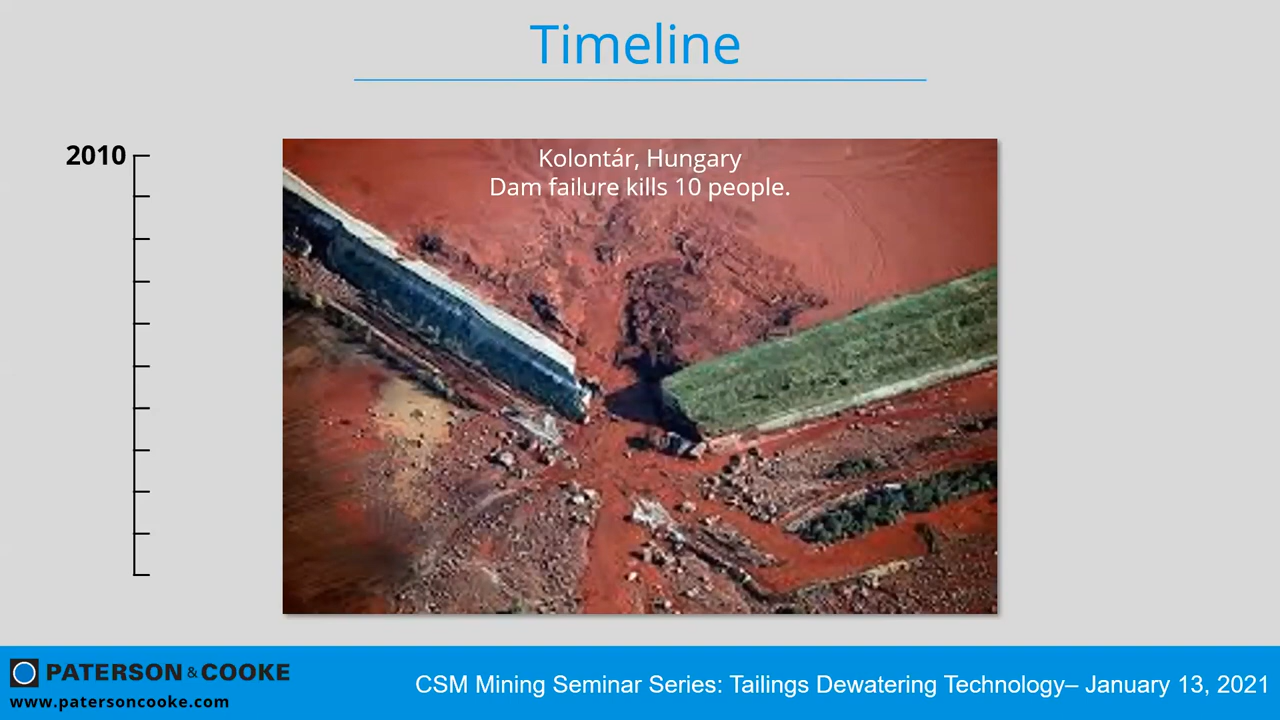 Timeline
2010
Kolontár, Hungary
Dam failure kills 10 people.
PATERSON & COOKE
www.patersoncooke.com
CSM Mining Seminar Series: Tailings Dewatering Technology– January 13, 2021